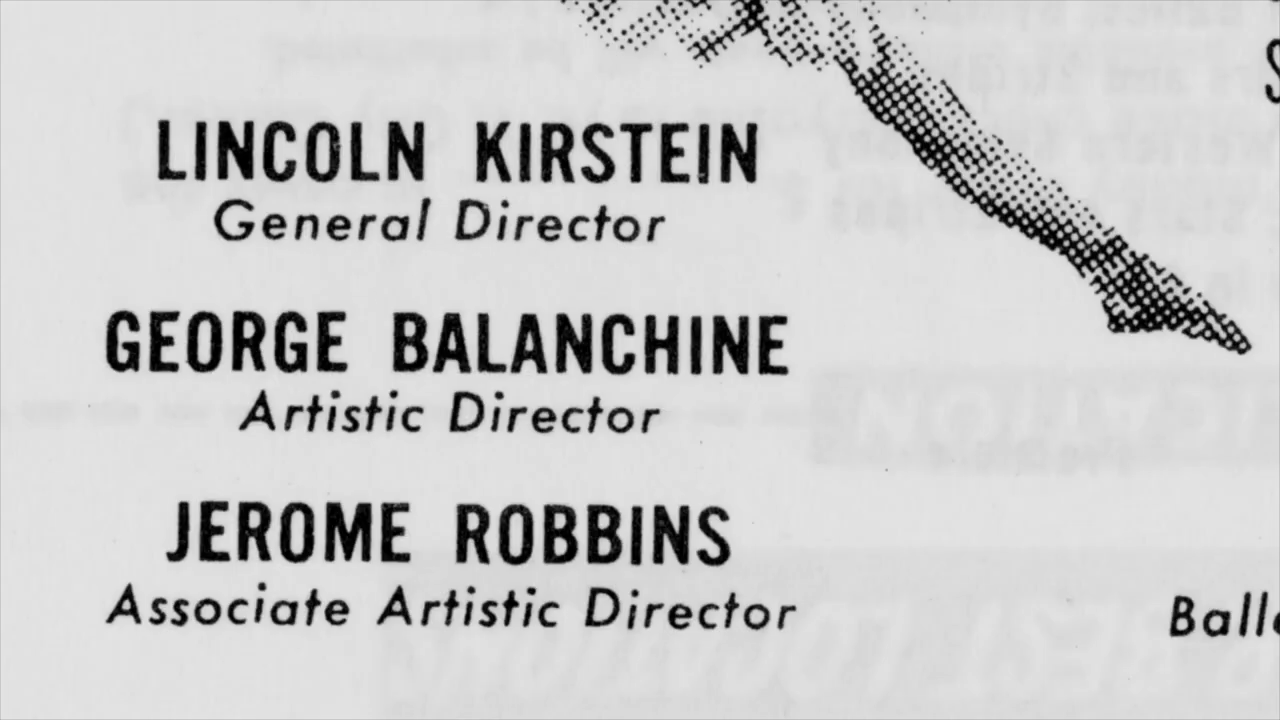 LINCOLN KIRSTEIN
General Director
GEORGE BALANCHINE
Artistic Director
JEROME ROBBINS
Associate Artistic Director